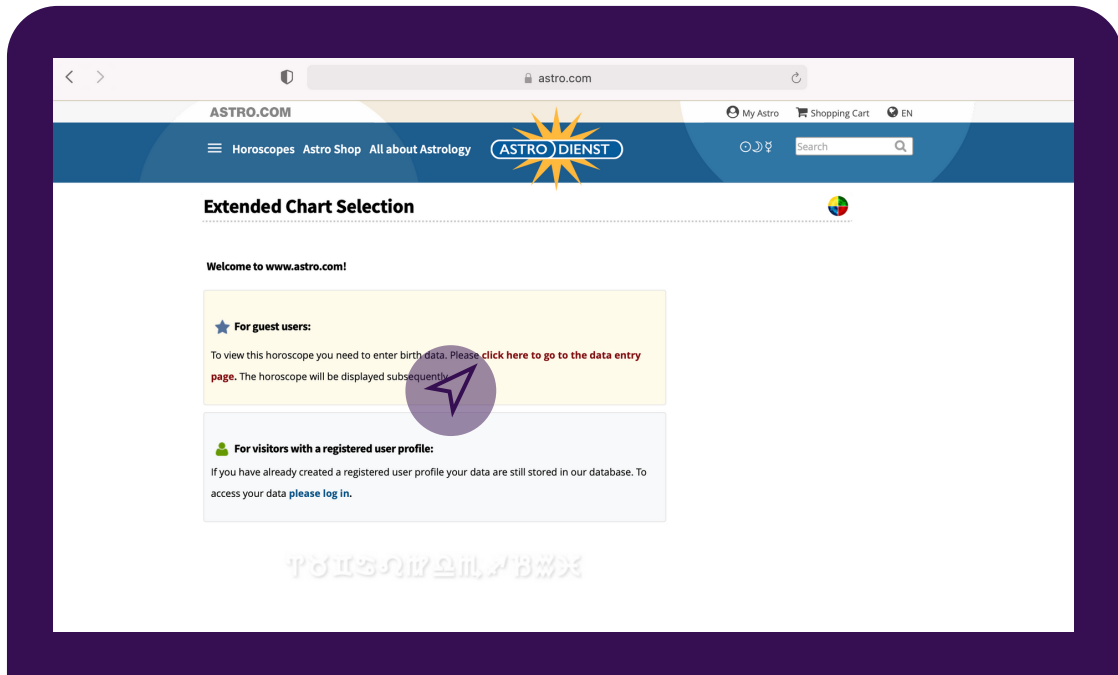 astro.com
ASTRO.COM
My Astro Shopping Cart EN
Horoscopes Astro Shop All about Astrology ASTRO DIENST ☉☽☿ Search
Extended Chart Selection
Welcome to www.astro.com!
For guest users:
To view this horoscope you need to enter birth data. Please click here to go to the data entry
page. The horoscope will be displayed subsequently.
For visitors with a registered user profile:
If you have already created a registered user profile your data are still stored in our database. To
access your data please log in.
♈♉♊♋♌♍♎♏♐♑♒♓